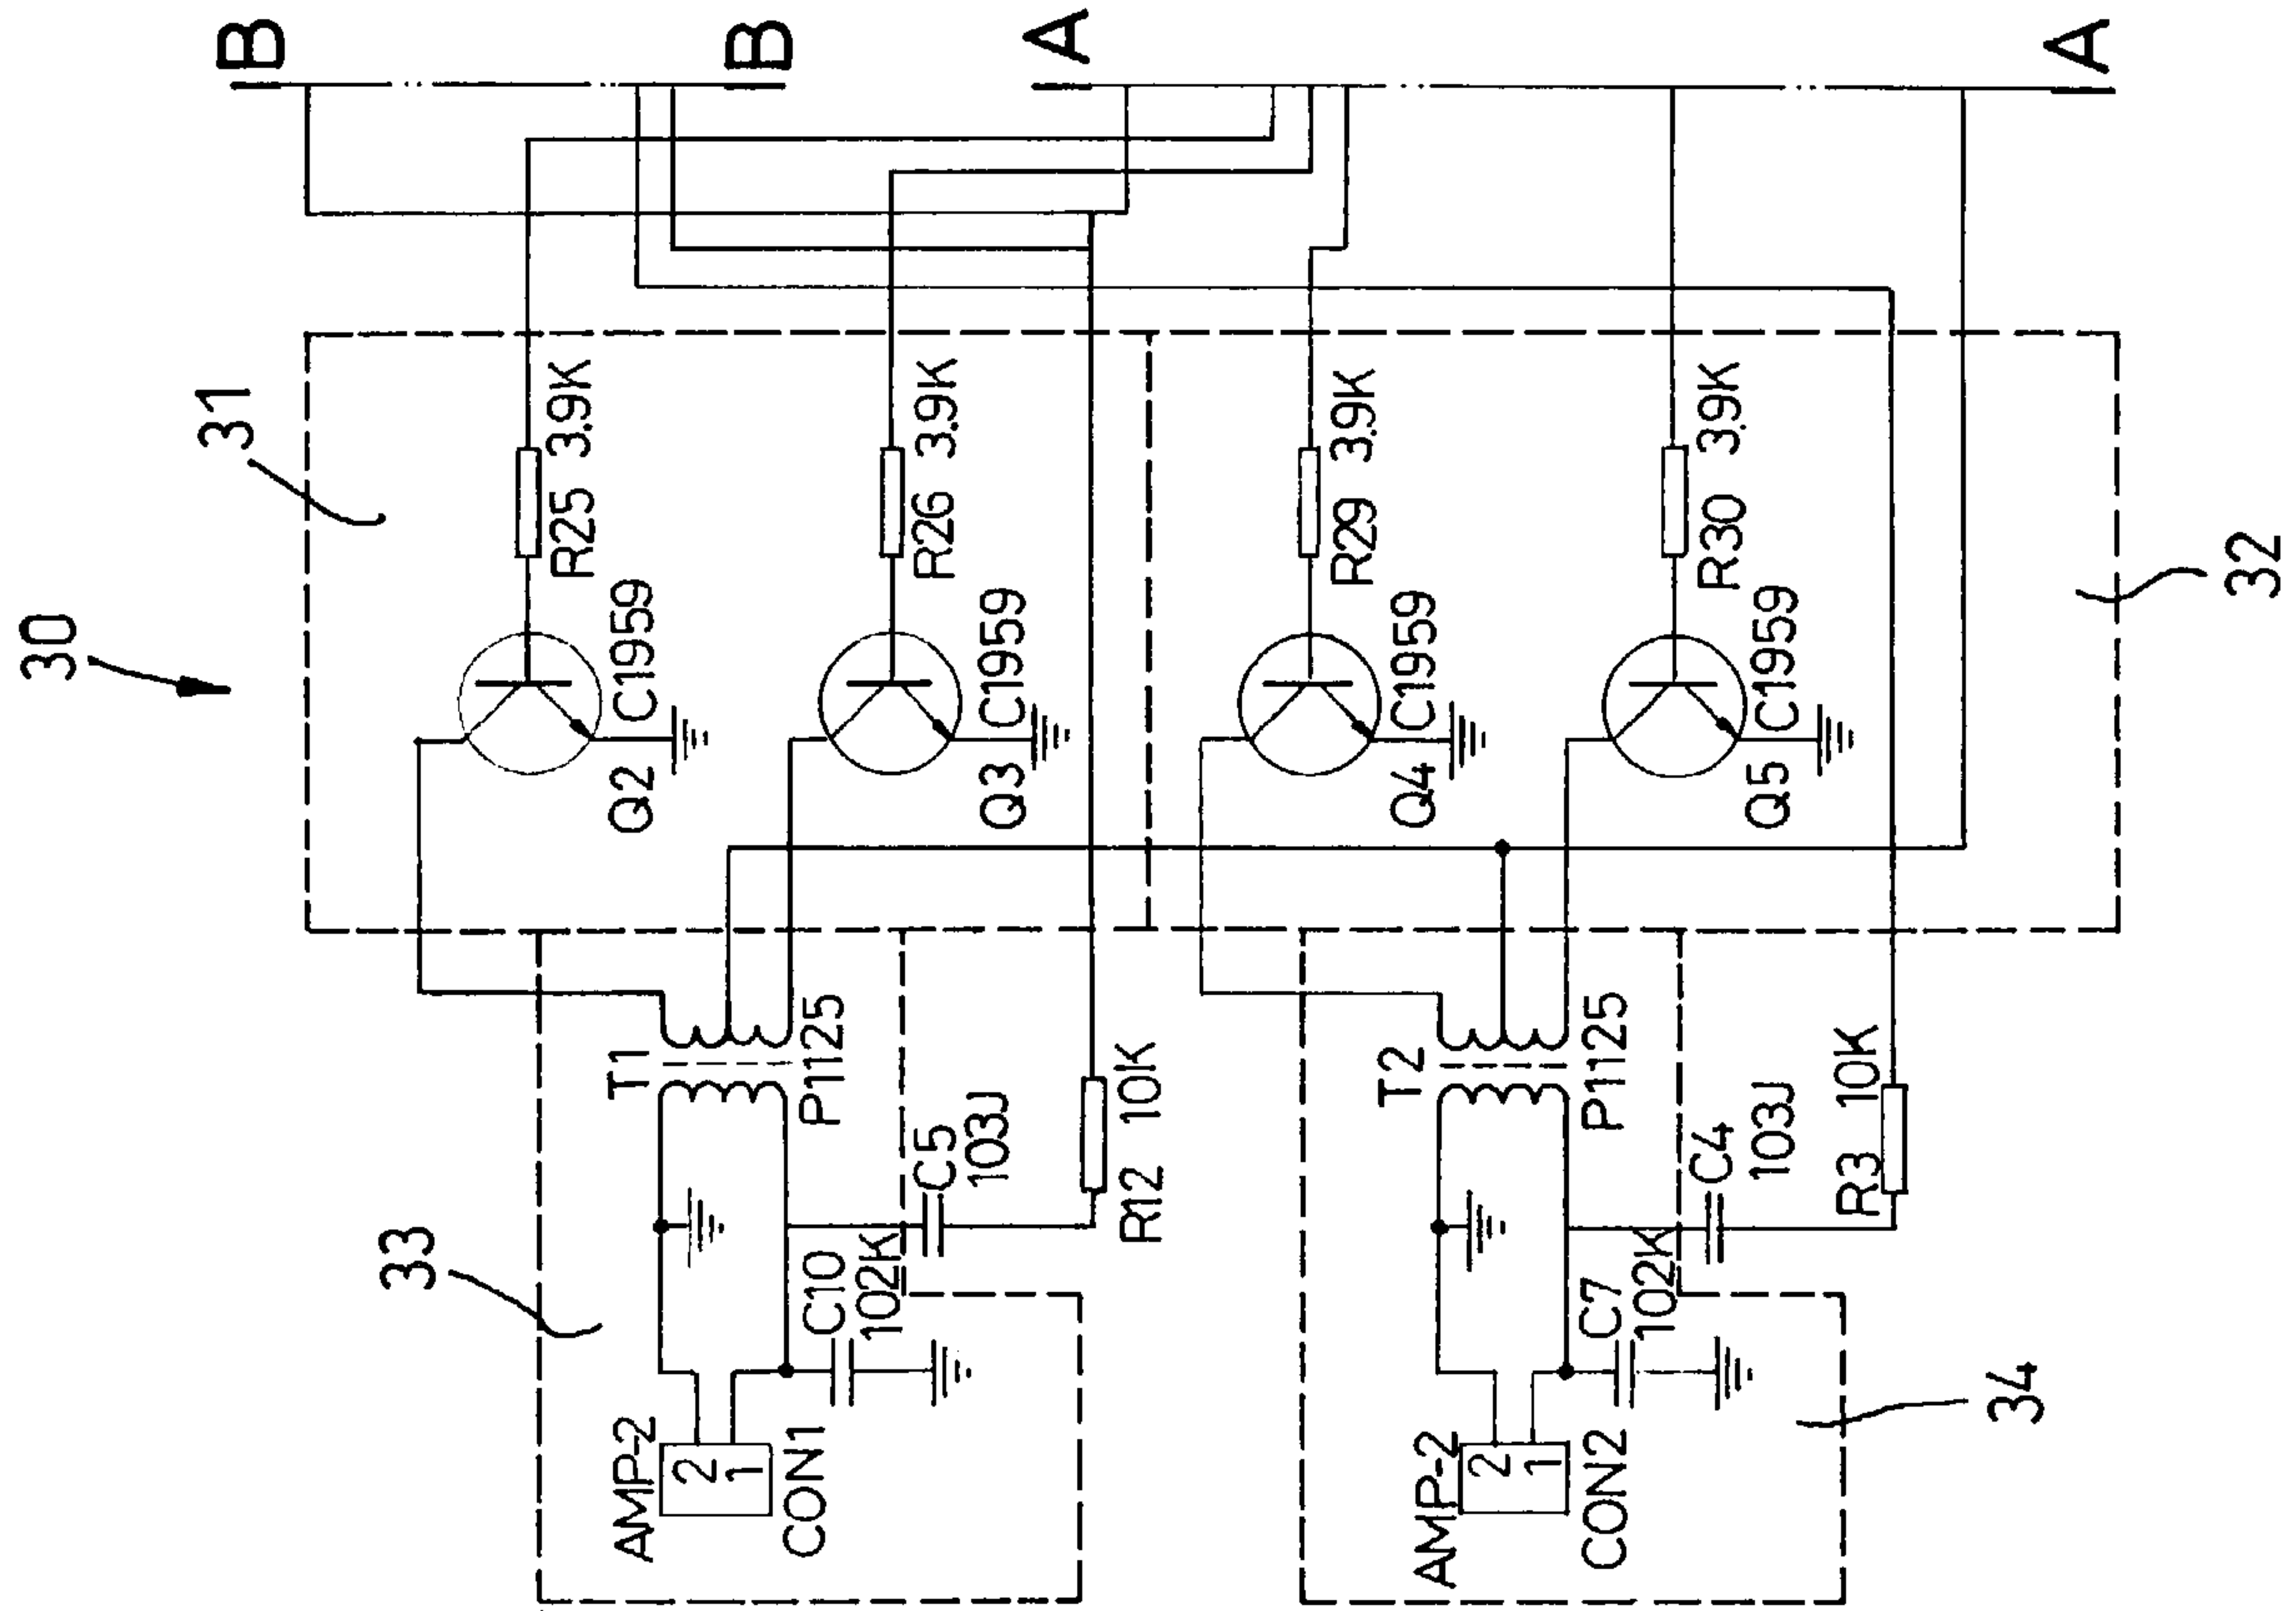 B
B
A
A
30
31
R25 3.9K
Q2 C1959
R26 3.9K
Q3 C1959
R29 3.9K
Q4 C1959
R30 3.9K
Q5 C1959
32
33
T1
P1125
C5
103J
R12 10K
C10
102K
AMP-2
2
1
CON1
T2
P1125
C4
103J
R3 10K
C7
102K
AMP-2
2
1
CON2
34